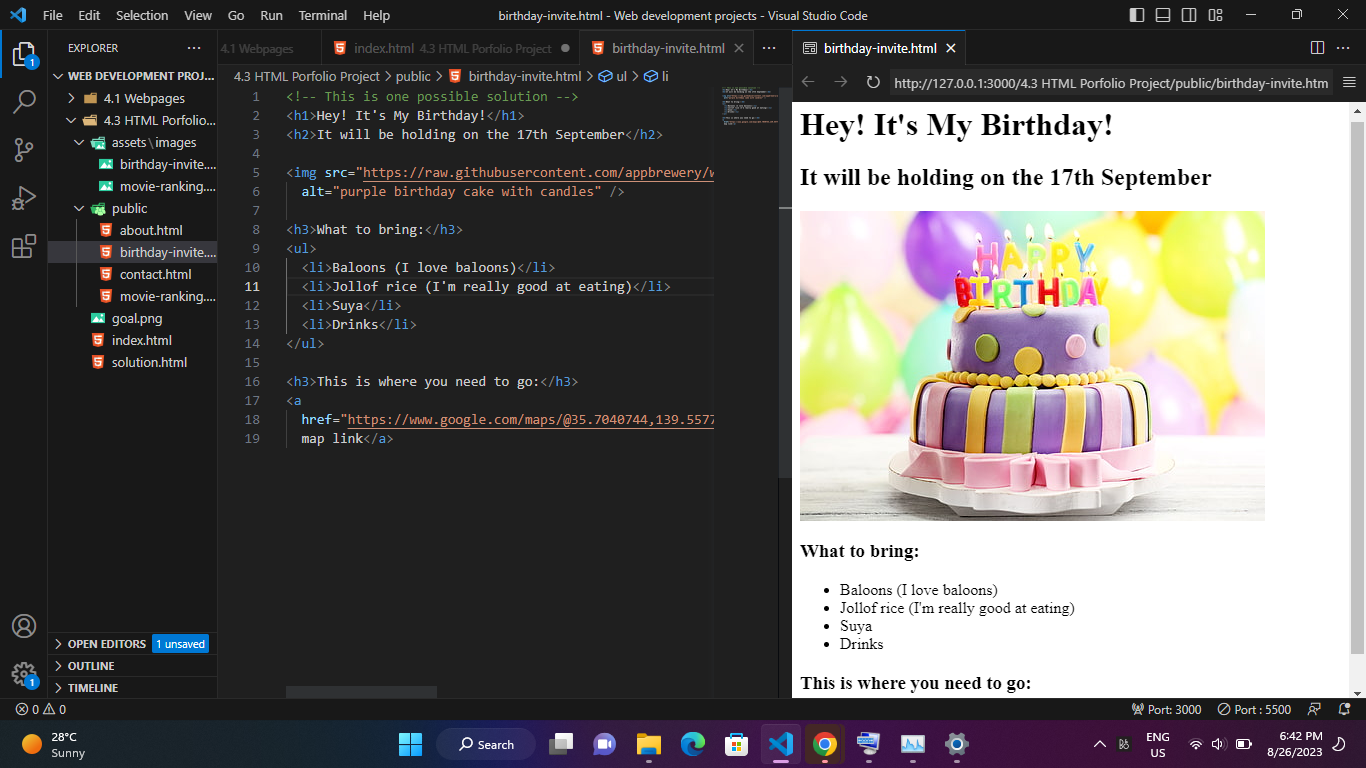 File Edit Selection View Go Run Terminal Help
birthday-invite.html - Web development projects - Visual Studio Code
EXPLORER
WEB DEVELOPMENT PROJ...
4.1 Webpages
4.3 HTML Porfolio...
assets\images
birthday-invite....
movie-ranking....
public
about.html
birthday-invite....
contact.html
movie-ranking....
goal.png
index.html
solution.html
OPEN EDITORS 1 unsaved
OUTLINE
TIMELINE
1
1
4.1 Webpages
index.html 4.3 HTML Porfolio Project
birthday-invite.html
4.3 HTML Porfolio Project > public > birthday-invite.html > ul > li
1 <!-- This is one possible solution -->
2 <h1>Hey! It's My Birthday!</h1>
3 <h2>It will be holding on the 17th September</h2>
4
5 <img src="https://raw.githubusercontent.com/appbrewery/w
6 alt="purple birthday cake with candles" />
7
8 <h3>What to bring:</h3>
9 <ul>
10 <li>Baloons (I love baloons)</li>
11 <li>Jollof rice (I'm really good at eating)</li>
12 <li>Suya</li>
13 <li>Drinks</li>
14 </ul>
15
16 <h3>This is where you need to go:</h3>
17 <a
18 href="https://www.google.com/maps/@35.7040744,139.5577
19 map link</a>
birthday-invite.html
http://127.0.0.1:3000/4.3 HTML Porfolio Project/public/birthday-invite.htm
Hey! It's My Birthday!
It will be holding on the 17th September
HAPPY
BIRTHDAY
What to bring:
Baloons (I love baloons)
Jollof rice (I'm really good at eating)
Suya
Drinks
This is where you need to go:
0 0
Port: 3000 Port : 5500
28°C
Sunny
Search
ENG
US
6:42 PM
8/26/2023